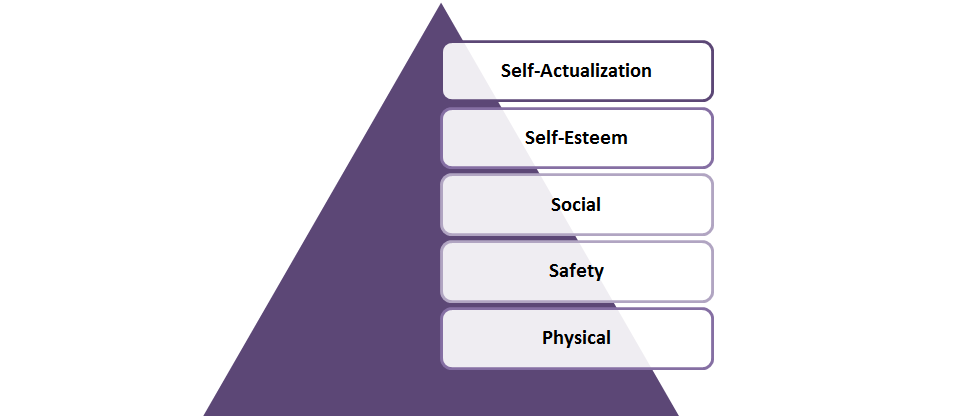 Self-Actualization
Self-Esteem
Social
Safety
Physical